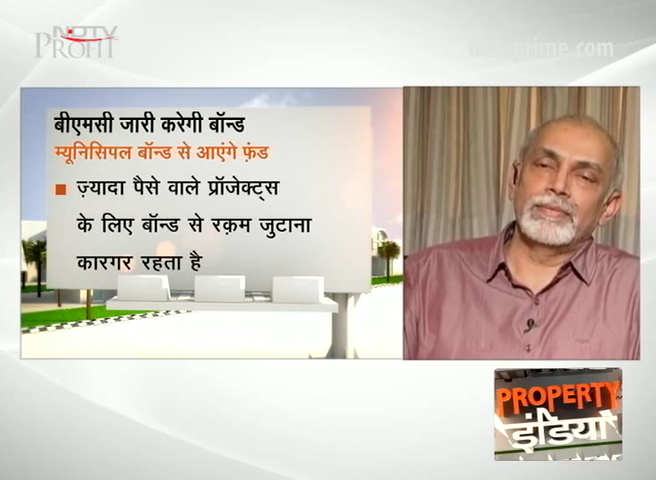 NDTV
PROFIT
बीएमसी जारी करेगी बॉन्ड
म्यूनिसिपल बॉन्ड से आएंगे फ़ंड
ज़्यादा पैसे वाले प्रॉजेक्ट्स
के लिए बॉन्ड से रक़म जुटाना
कारगर रहता है
PROPERTY
इंडिया